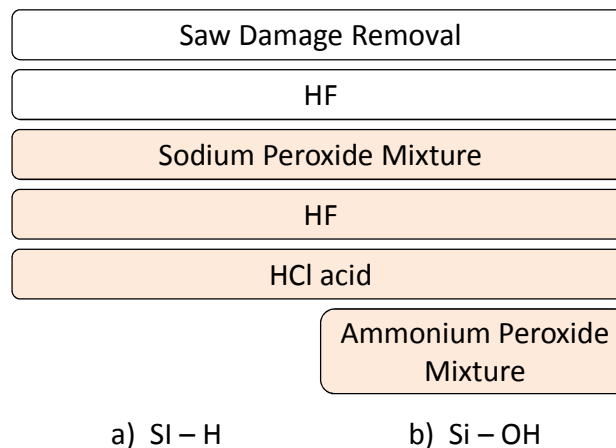 Saw Damage Removal
HF
Sodium Peroxide Mixture
HF
HCl acid
Ammonium Peroxide
Mixture
a) SI – H
b) Si – OH